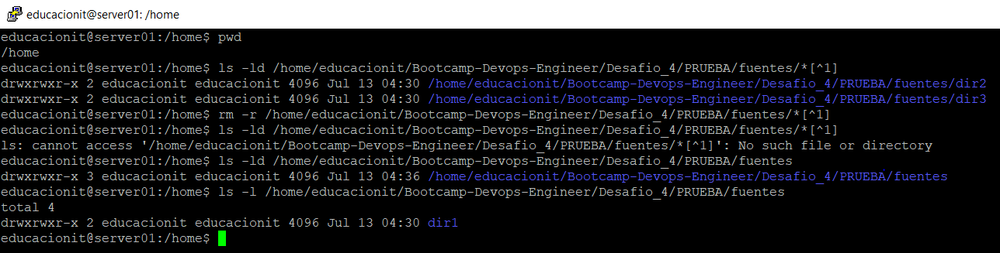 educacionit@server01: /home
educacionit@server01:/home$ pwd
/home
educacionit@server01:/home$ ls -ld /home/educacionit/Bootcamp-Devops-Engineer/Desafio_4/PRUEBA/fuentes/*[^1]
drwxrwxr-x 2 educacionit educacionit 4096 Jul 13 04:30 /home/educacionit/Bootcamp-Devops-Engineer/Desafio_4/PRUEBA/fuentes/dir2
drwxrwxr-x 2 educacionit educacionit 4096 Jul 13 04:30 /home/educacionit/Bootcamp-Devops-Engineer/Desafio_4/PRUEBA/fuentes/dir3
educacionit@server01:/home$ rm -r /home/educacionit/Bootcamp-Devops-Engineer/Desafio_4/PRUEBA/fuentes/*[^1]
educacionit@server01:/home$ ls -ld /home/educacionit/Bootcamp-Devops-Engineer/Desafio_4/PRUEBA/fuentes/*[^1]
ls: cannot access '/home/educacionit/Bootcamp-Devops-Engineer/Desafio_4/PRUEBA/fuentes/*[^1]': No such file or directory
educacionit@server01:/home$ ls -ld /home/educacionit/Bootcamp-Devops-Engineer/Desafio_4/PRUEBA/fuentes
drwxrwxr-x 3 educacionit educacionit 4096 Jul 13 04:36 /home/educacionit/Bootcamp-Devops-Engineer/Desafio_4/PRUEBA/fuentes
educacionit@server01:/home$ ls -l /home/educacionit/Bootcamp-Devops-Engineer/Desafio_4/PRUEBA/fuentes
total 4
drwxrwxr-x 2 educacionit educacionit 4096 Jul 13 04:30 dir1
educacionit@server01:/home$